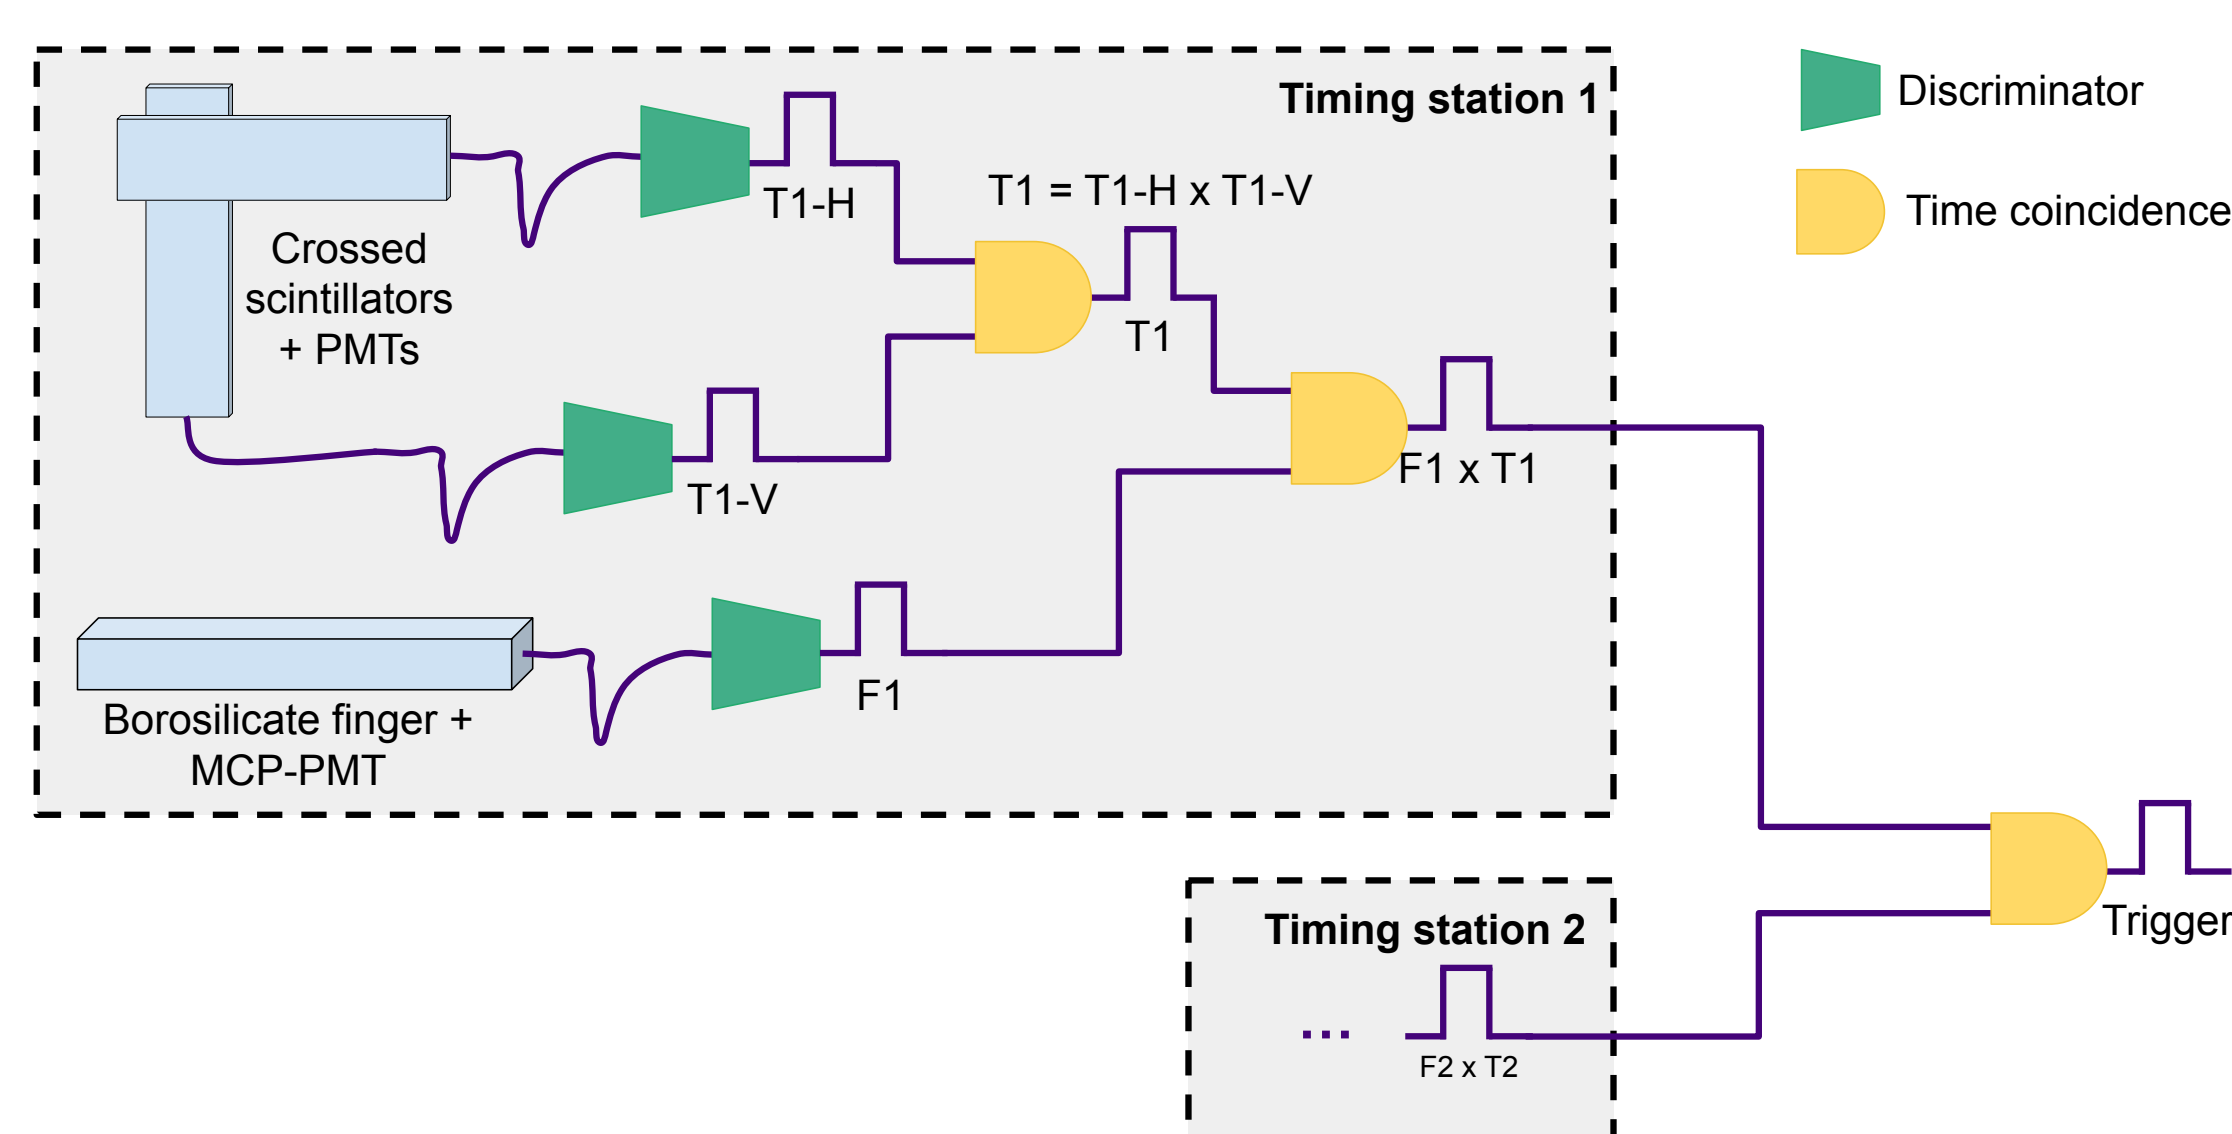 Timing station 1
Discriminator
Time coincidence
T1-H
T1 = T1-H x T1-V
Crossed
scintillators
+ PMTs
T1
T1-V
F1 x T1
F1
Borosilicate finger +
MCP-PMT
Timing station 2
Trigger
...
F2 x T2